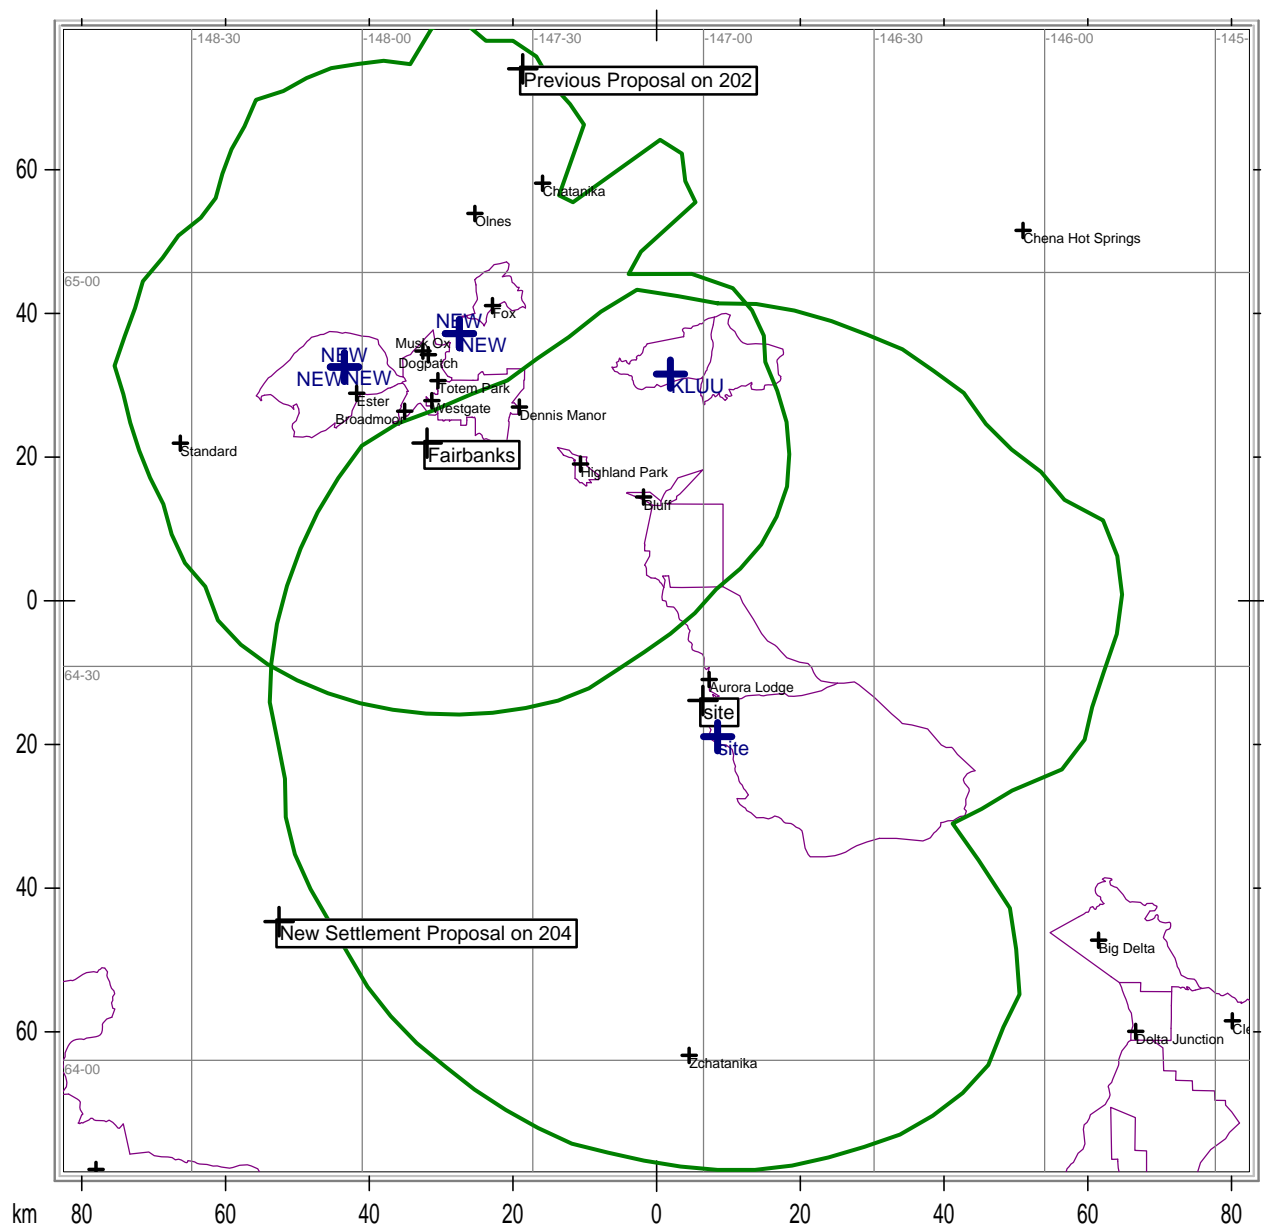 -148-30
-148-00
-147-30
-147-00
-146-30
-146-00
-145-
Previous Proposal on 202
60
Chatanika
Olnes
Chena Hot Springs
65-00
40
Fox
NEW
NEW
Musk Ox
Dogpatch
NEW
NEW
NEW
KLUU
Totem Park
Ester
Westgate
Broadmoor
Dennis Manor
Standard
20
Fairbanks
Highland Park
Bluff
0
64-30
Aurora Lodge
site
site
20
40
New Settlement Proposal on 204
Big Delta
60
Cle
Delta Junction
Zchatanika
64-00
km
80
60
40
20
0
20
40
60
80